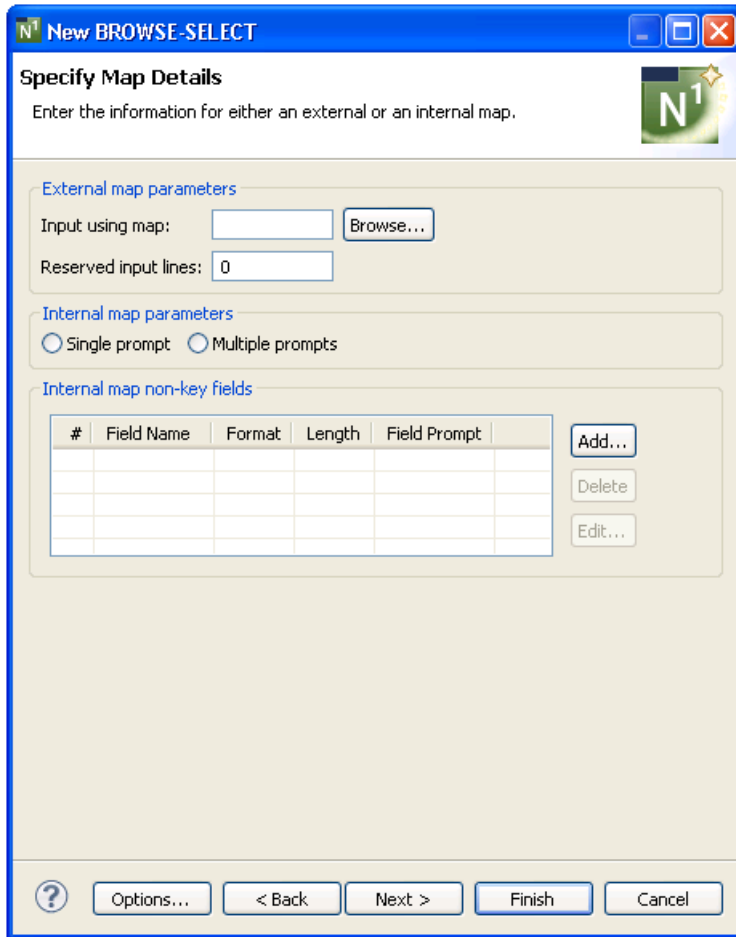 N1 New BROWSE-SELECT
Specify Map Details
Enter the information for either an external or an internal map.
N1
External map parameters
Input using map: Browse...
Reserved input lines: 0
Internal map parameters
Single prompt Multiple prompts
Internal map non-key fields
# Field Name Format Length Field Prompt
Add...
Delete
Edit...
? Options... < Back Next > Finish Cancel